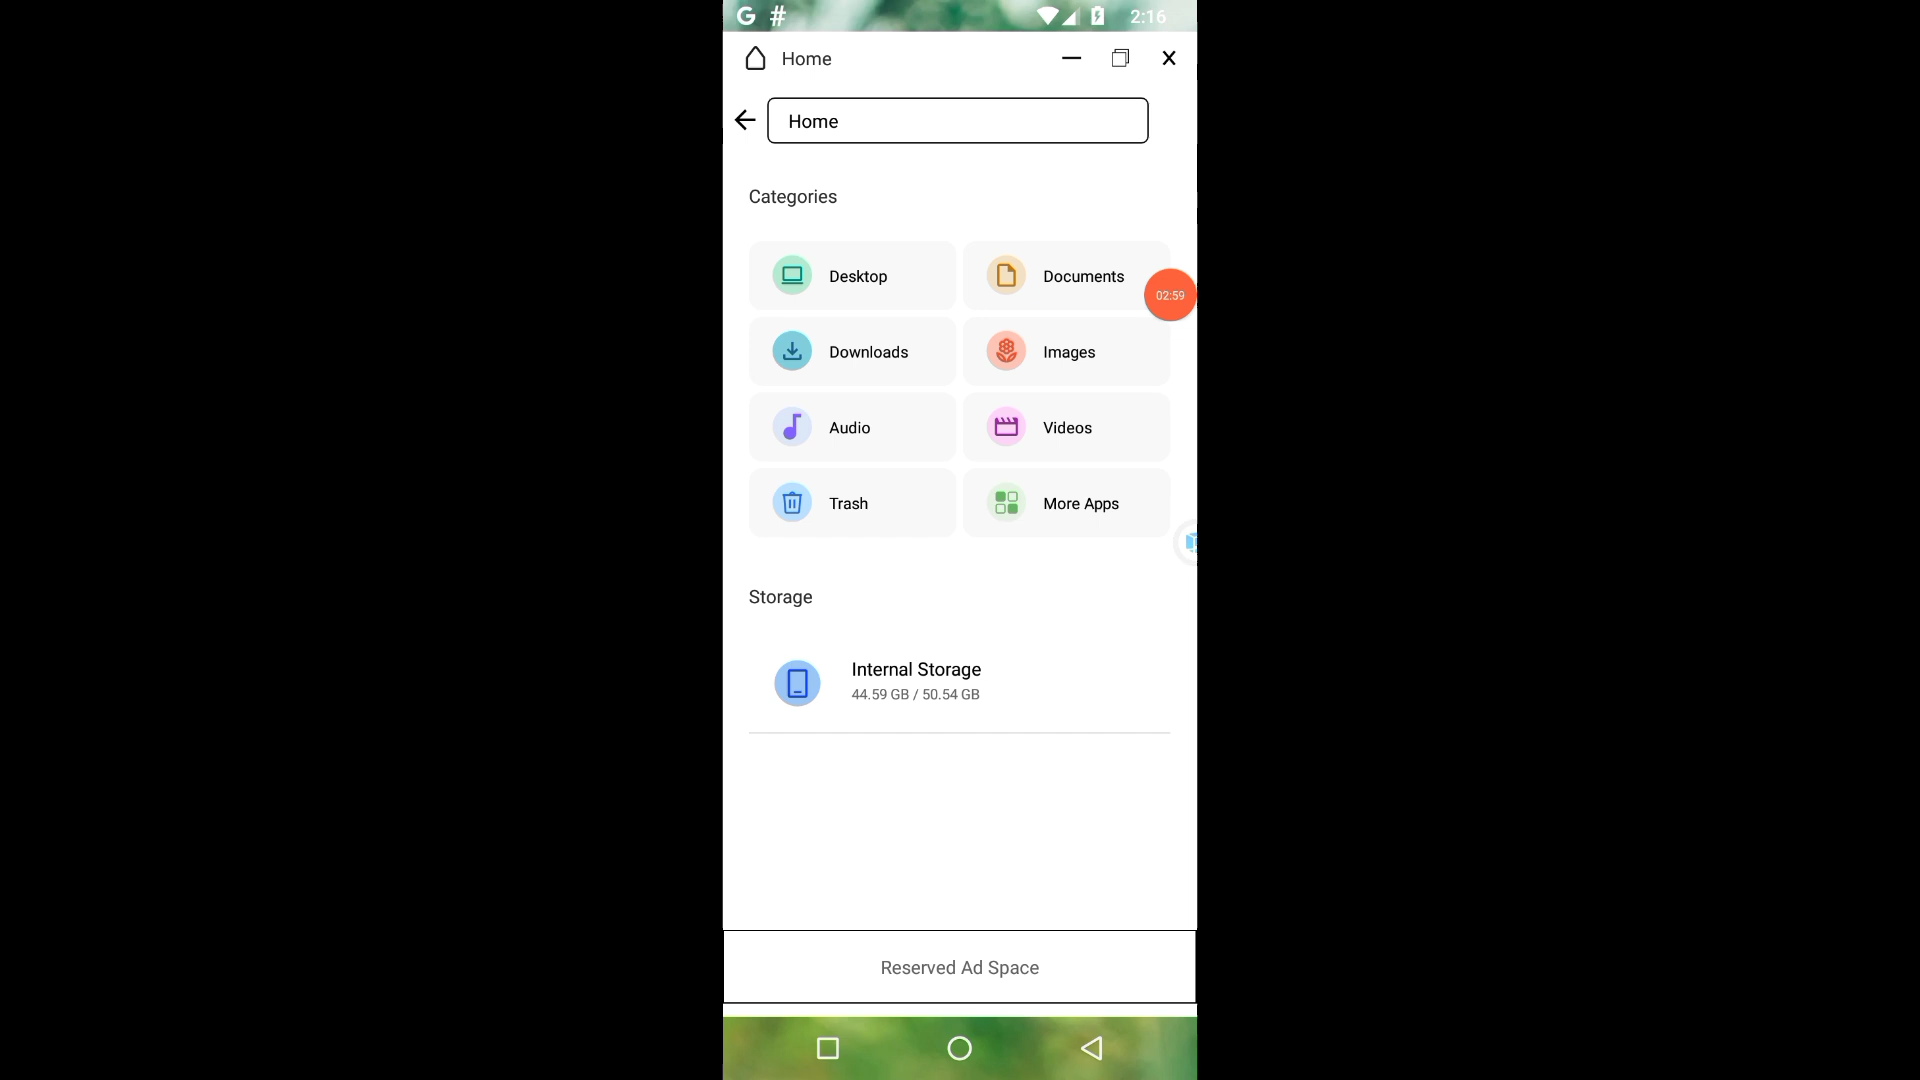 G # 2:16
Home
Home
Categories
Desktop
Documents
02:59
Downloads
Images
Audio
Videos
Trash
More Apps
Storage
Internal Storage
44.59 GB / 50.54 GB
Reserved Ad Space